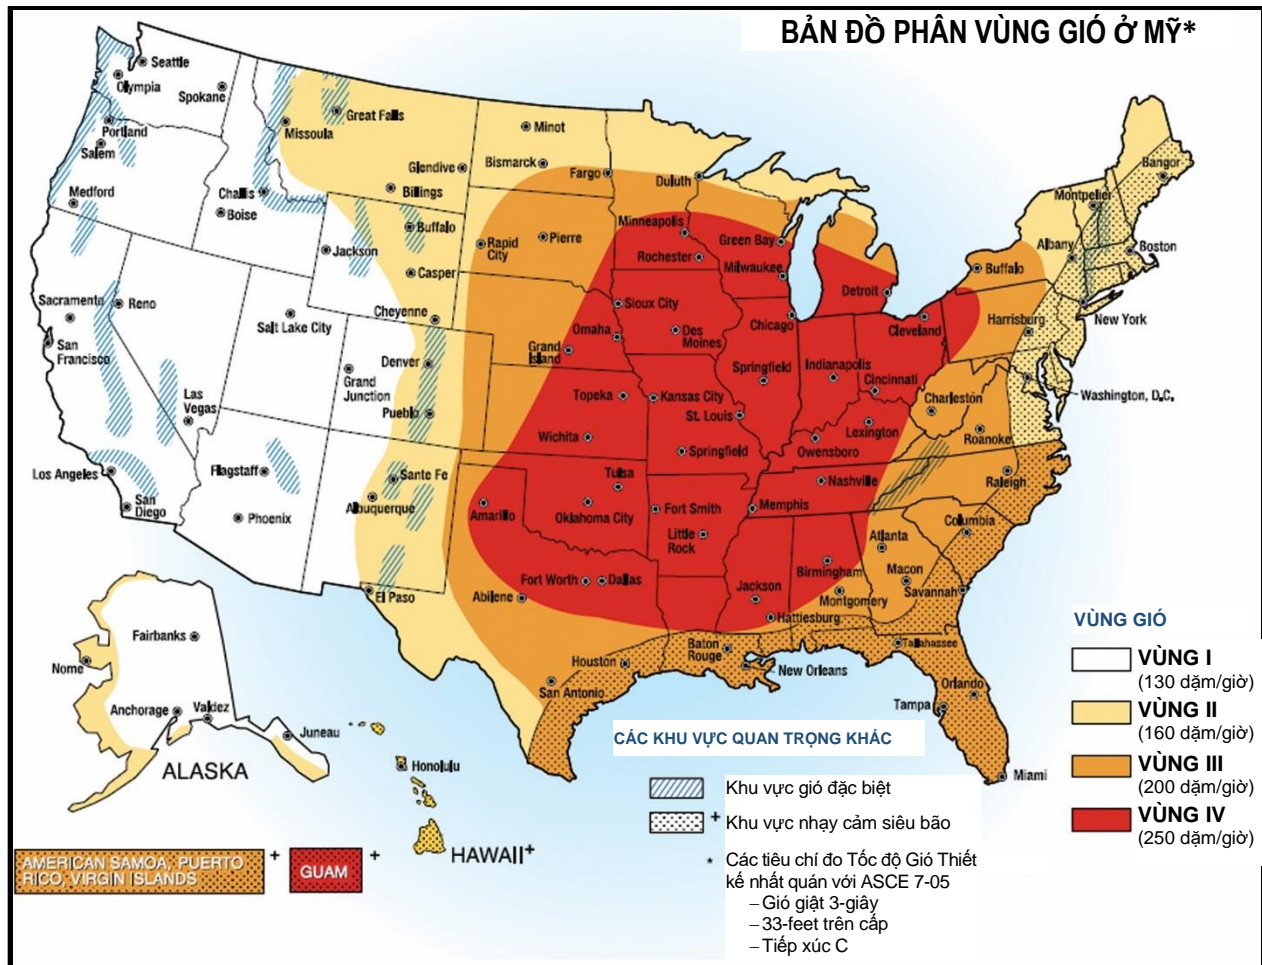 BẢN ĐỒ PHÂN VÙNG GIÓ Ở MỸ*
Seattle
Olympia
Spokane
Portland
Salem
Medford
Missoula
Great Falls
Challis
Boise
Glendive
Billings
Minot
Bismarck
Fargo
Duluth
Bangor
Montpelier
Albany
Boston
Jackson
Buffalo
Casper
Cheyenne
Rapid
City
Pierre
Minneapolis
Rochester
Green Bay
Milwaukee
Detroit
Buffalo
Sacramento
Reno
San
Francisco
Salt Lake City
Sioux City
Omaha
Des
Moines
Chicago
Cleveland
Harrisburg
New York
Grand
Island
Denver
Grand
Junction
Pueblo
Las
Vegas
Topeka
Kansas City
St. Louis
Springfield
Indianapolis
Cincinnati
Charleston
Washington, D.C.
Wichita
Springfield
Owensboro
Lexington
Roanoke
Los Angeles
San
Diego
Flagstaff
Phoenix
Sante Fe
Albuquerque
Tulsa
Amarillo
Oklahoma City
Fort Smith
Little
Rock
Memphis
Nashville
Raleigh
Columbia
Atlanta
Macon
Savannah
Birmingham
Montgomery
El Paso
Abilene
Fort Worth
Dallas
Jackson
Hattiesburg
Tallahassee
Houston
San Antonio
Baton
Rouge
New Orleans
Orlando
Tampa
Miami
Fairbanks
Nome
Anchorage
Valdez
Juneau
ALASKA
Honolulu
HAWAII+
AMERICAN SAMOA, PUERTO
RICO, VIRGIN ISLANDS
+
GUAM
+
VÙNG GIÓ
VÙNG I
(130 dặm/giờ)
VÙNG II
(160 dặm/giờ)
VÙNG III
(200 dặm/giờ)
VÙNG IV
(250 dặm/giờ)
CÁC KHU VỰC QUAN TRỌNG KHÁC
Khu vực gió đặc biệt
+ Khu vực nhạy cảm siêu bão
* Các tiêu chí đo Tốc độ Gió Thiết
kế nhất quán với ASCE 7-05
– Gió giật 3-giây
– 33-feet trên cấp
– Tiếp xúc C